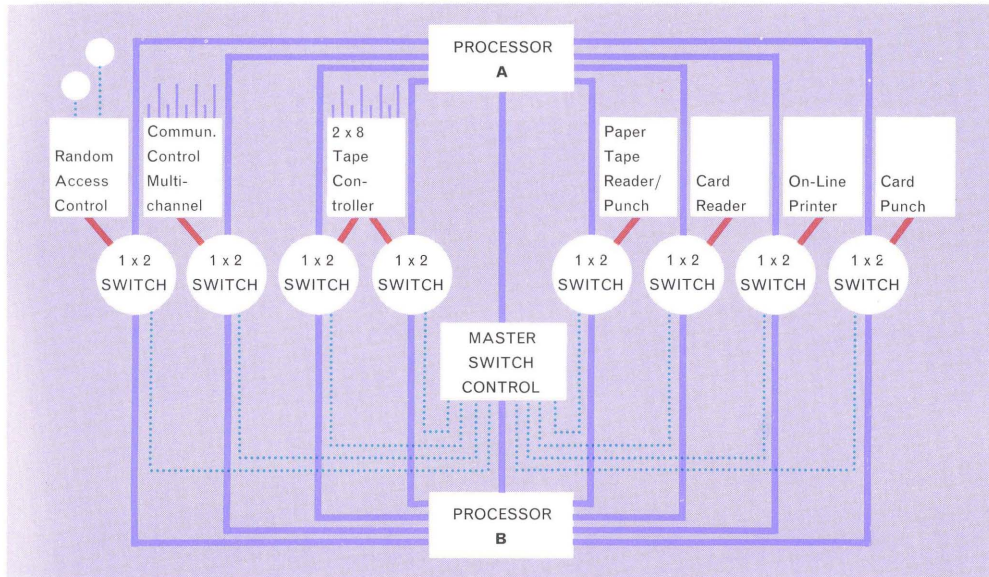 PROCESSOR
A
Random
Access
Control
Commun.
Control
Multi-
channel
2 x 8
Tape
Con-
troller
Paper
Tape
Reader/
Punch
Card
Reader
On-Line
Printer
Card
Punch
1 x 2
SWITCH
1 x 2
SWITCH
1 x 2
SWITCH
1 x 2
SWITCH
1 x 2
SWITCH
1 x 2
SWITCH
1 x 2
SWITCH
1 x 2
SWITCH
MASTER
SWITCH
CONTROL
PROCESSOR
B